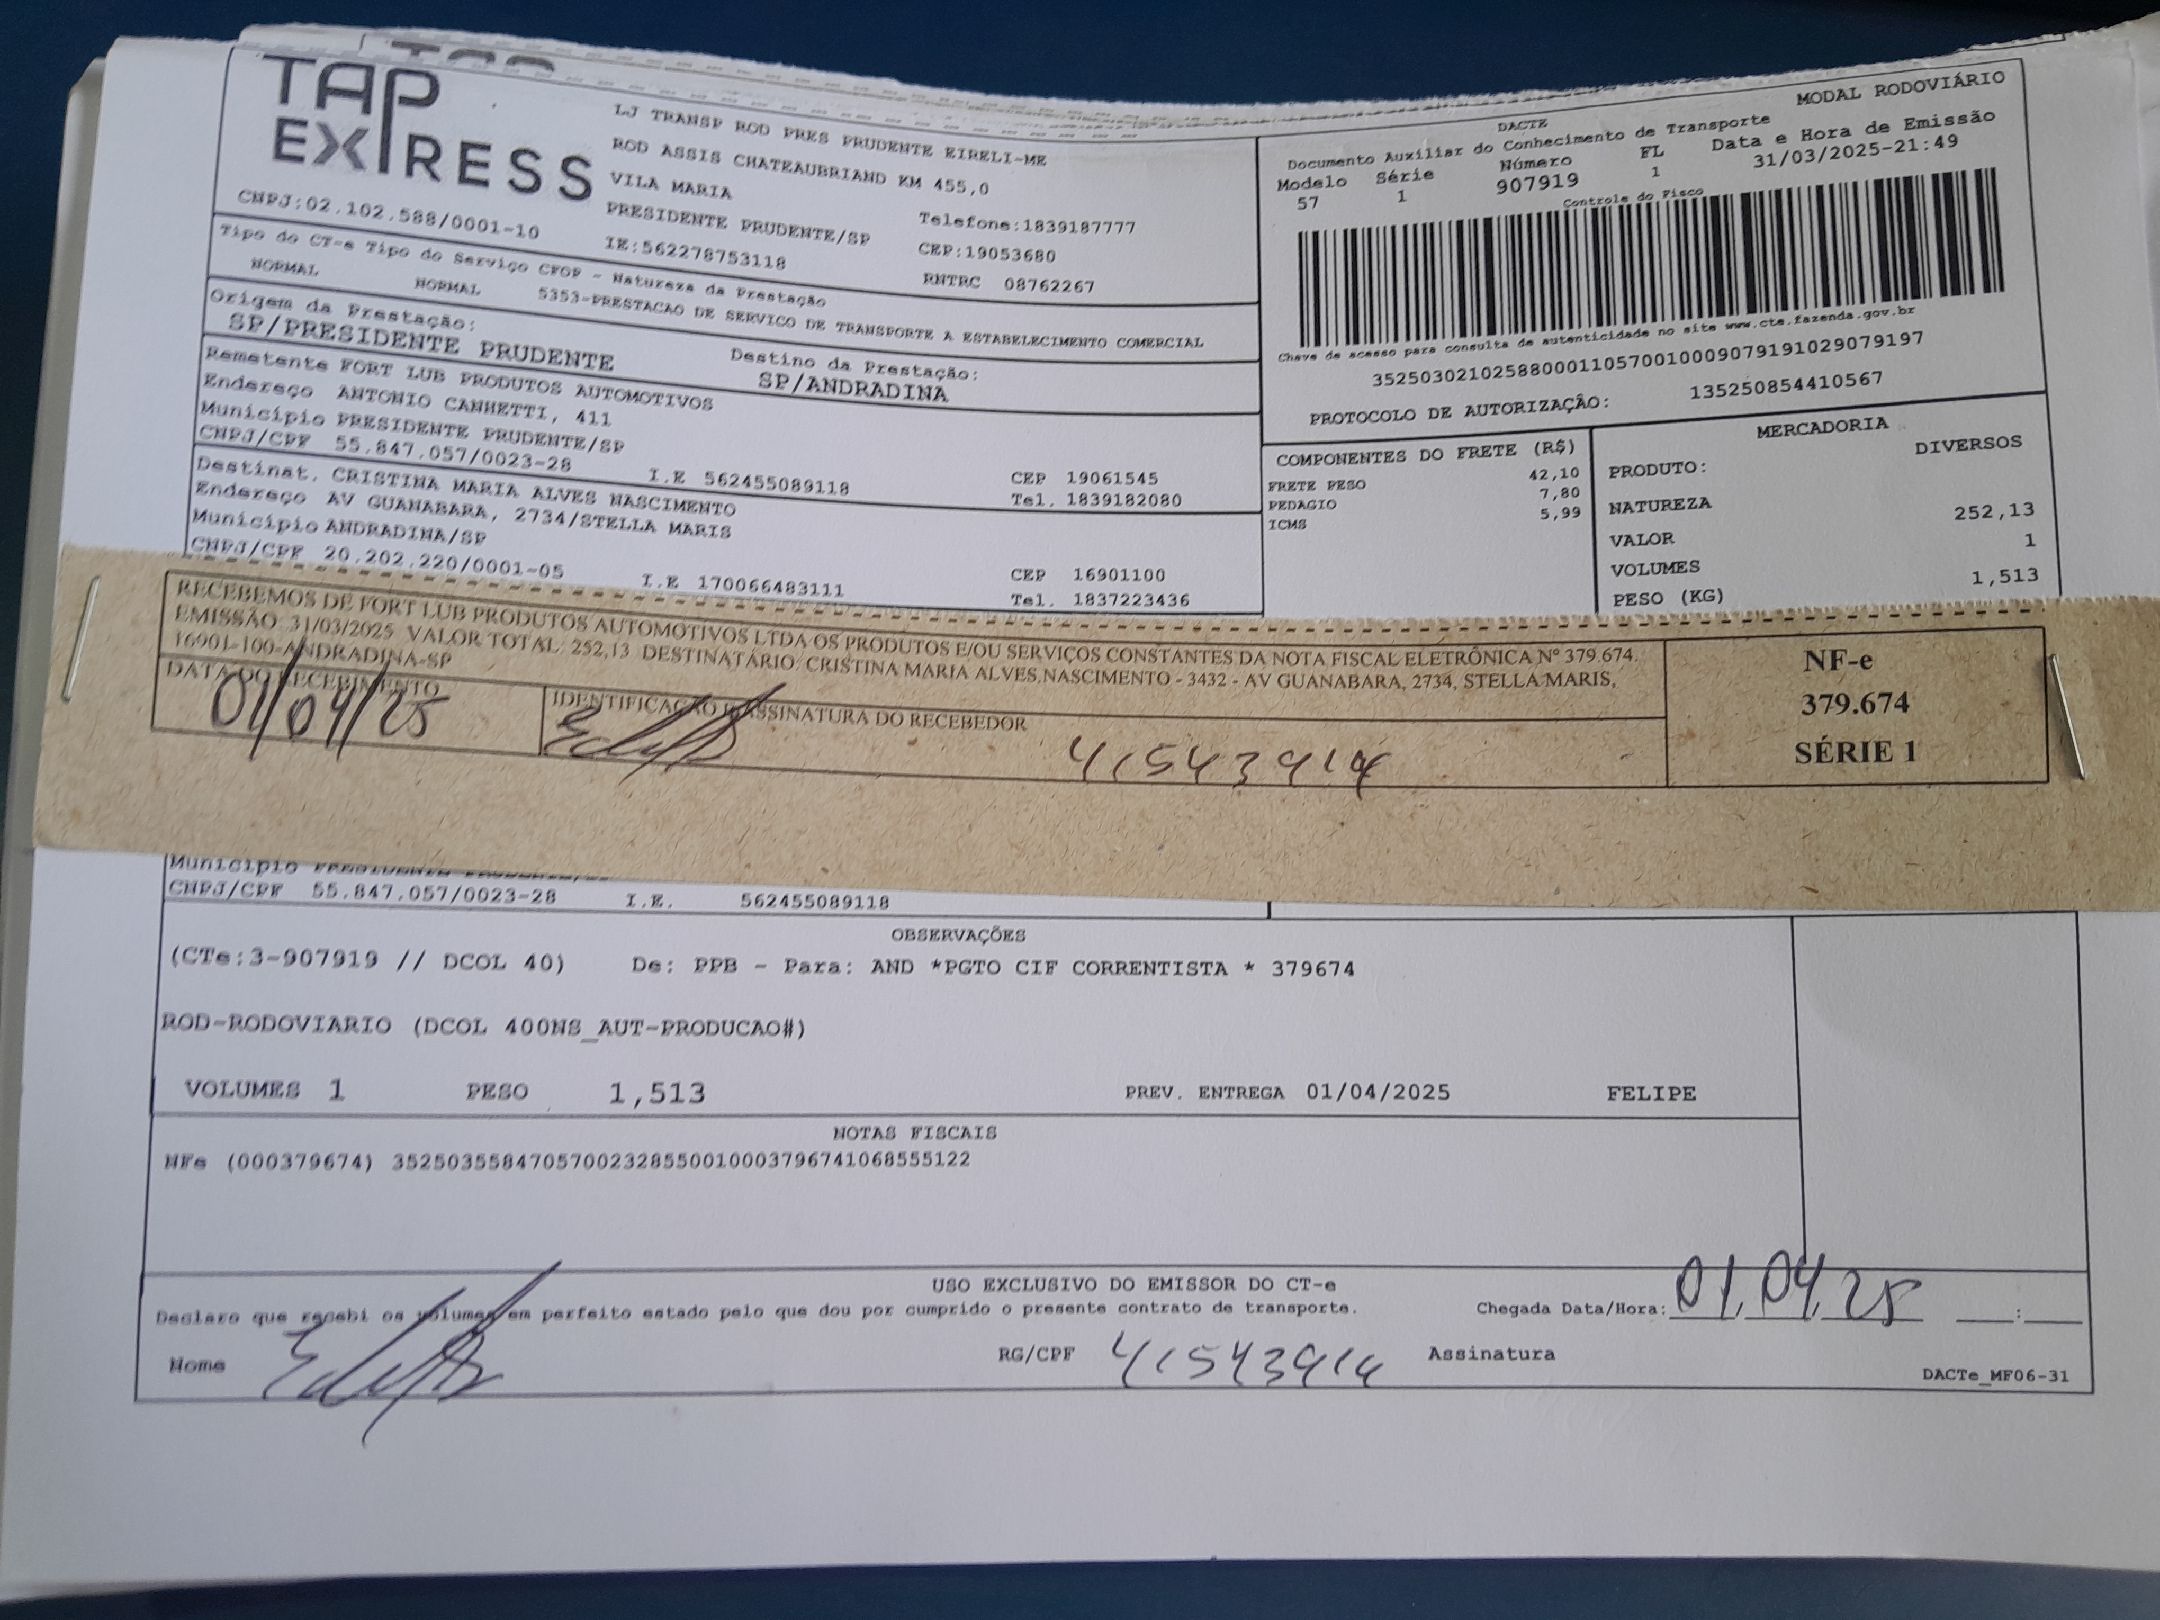 TAP
EXPRESS
LJ TRANSP ROD PRES PRUDENTE EIRELI-ME
ROD ASSIS CHATEAUBRIAND KM 455,0
VILA MARIA
PRESIDENTE PRUDENTE/SP Telefone:1839187777
CNPJ:02.102.588/0001-10 IE:562278753118 CEP:19053680
RNTRC 08762267
Tipo do CT-e Tipo do Serviço CFOP - Natureza da Prestação
NORMAL NORMAL 5353-PRESTACAO DE SERVICO DE TRANSPORTE A ESTABELECIMENTO COMERCIAL
Origem da Prestação: Destino da Prestação:
SP/PRESIDENTE PRUDENTE SP/ANDRADINA
Remetente FORT LUB PRODUTOS AUTOMOTIVOS
Endereço ANTONIO CANHETTI, 411
Município PRESIDENTE PRUDENTE/SP CEP 19061545
CNPJ/CPF 55.847.057/0023-28 I.E 562455089118 Tel. 1839182080
Destinat. CRISTINA MARIA ALVES NASCIMENTO
Endereço AV GUANABARA, 2734/STELLA MARIS
Município ANDRADINA/SP CEP 16901100
CNPJ/CPF 20.202.220/0001-05 I.E 170066483111 Tel. 1837223436
MODAL RODOVIÁRIO
DACTE
Documento Auxiliar do Conhecimento de Transporte
Modelo Série Número FL Data e Hora de Emissão
57 1 907919 1 31/03/2025-21:49
Controle do Fisco
Chave de acesso para consulta de autenticidade no site www.cte.fazenda.gov.br
35250302102588000110570010009079191029079197
PROTOCOLO DE AUTORIZAÇÃO: 135250854410567
COMPONENTES DO FRETE (R$)
FRETE PESO 42,10
PEDAGIO 7,80
ICMS 5,99
MERCADORIA
PRODUTO: DIVERSOS
NATUREZA
VALOR 252,13
VOLUMES 1
PESO (KG) 1,513
RECEBEMOS DE FORT LUB PRODUTOS AUTOMOTIVOS LTDA OS PRODUTOS E/OU SERVIÇOS CONSTANTES DA NOTA FISCAL ELETRÔNICA Nº 379.674.
EMISSÃO: 31/03/2025 VALOR TOTAL: 252,13 DESTINATÁRIO: CRISTINA MARIA ALVES NASCIMENTO - 3432 - AV GUANABARA, 2734, STELLA MARIS,
16901-100-ANDRADINA-SP
DATA DO RECEBIMENTO IDENTIFICAÇÃO E ASSINATURA DO RECEBEDOR
01/04/25 41543914
NF-e
379.674
SÉRIE 1
Município PRESIDENTE PRUDENTE/SP
CNPJ/CPF 55.847.057/0023-28 I.E. 562455089118
OBSERVAÇÕES
(CTe:3-907919 // DCOL 40) De: PPB - Para: AND *PGTO CIF CORRENTISTA * 379674
ROD-RODOVIARIO (DCOL 400NS_AUT-PRODUCAO#)
VOLUMES 1 PESO 1,513 PREV. ENTREGA 01/04/2025 FELIPE
NOTAS FISCAIS
NFe (000379674) 35250355847057002328550010003796741068555122
USO EXCLUSIVO DO EMISSOR DO CT-e
Declaro que recebi os volumes em perfeito estado pelo que dou por cumprido o presente contrato de transporte. Chegada Data/Hora: 01.04.25 :
Nome RG/CPF 41543914 Assinatura
DACTe_MF06-31